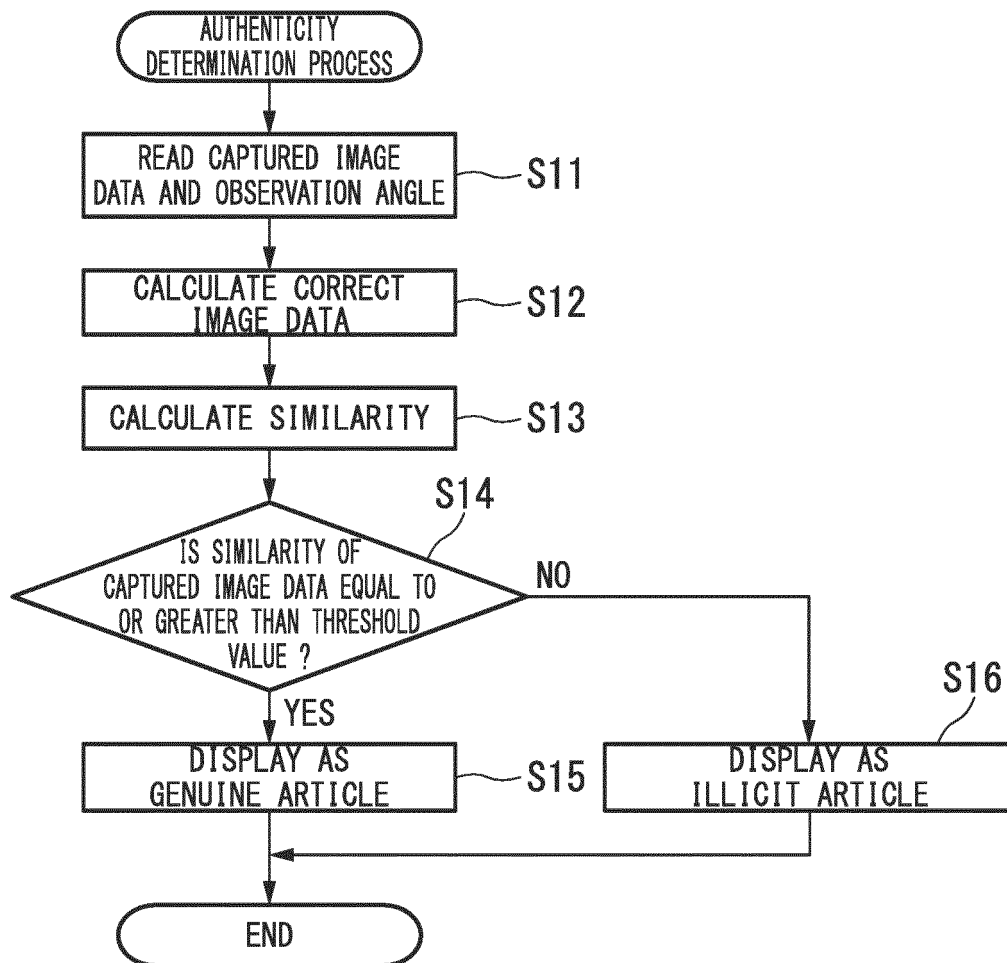 AUTHENTICITY
DETERMINATION PROCESS
READ CAPTURED IMAGE
DATA AND OBSERVATION ANGLE
S11
CALCULATE CORRECT
IMAGE DATA
S12
CALCULATE SIMILARITY
S13
S14
IS SIMILARITY OF
CAPTURED IMAGE DATA EQUAL TO
OR GREATER THAN THRESHOLD
VALUE ?
NO
YES
DISPLAY AS
GENUINE ARTICLE
S15
S16
DISPLAY AS
ILLICIT ARTICLE
END